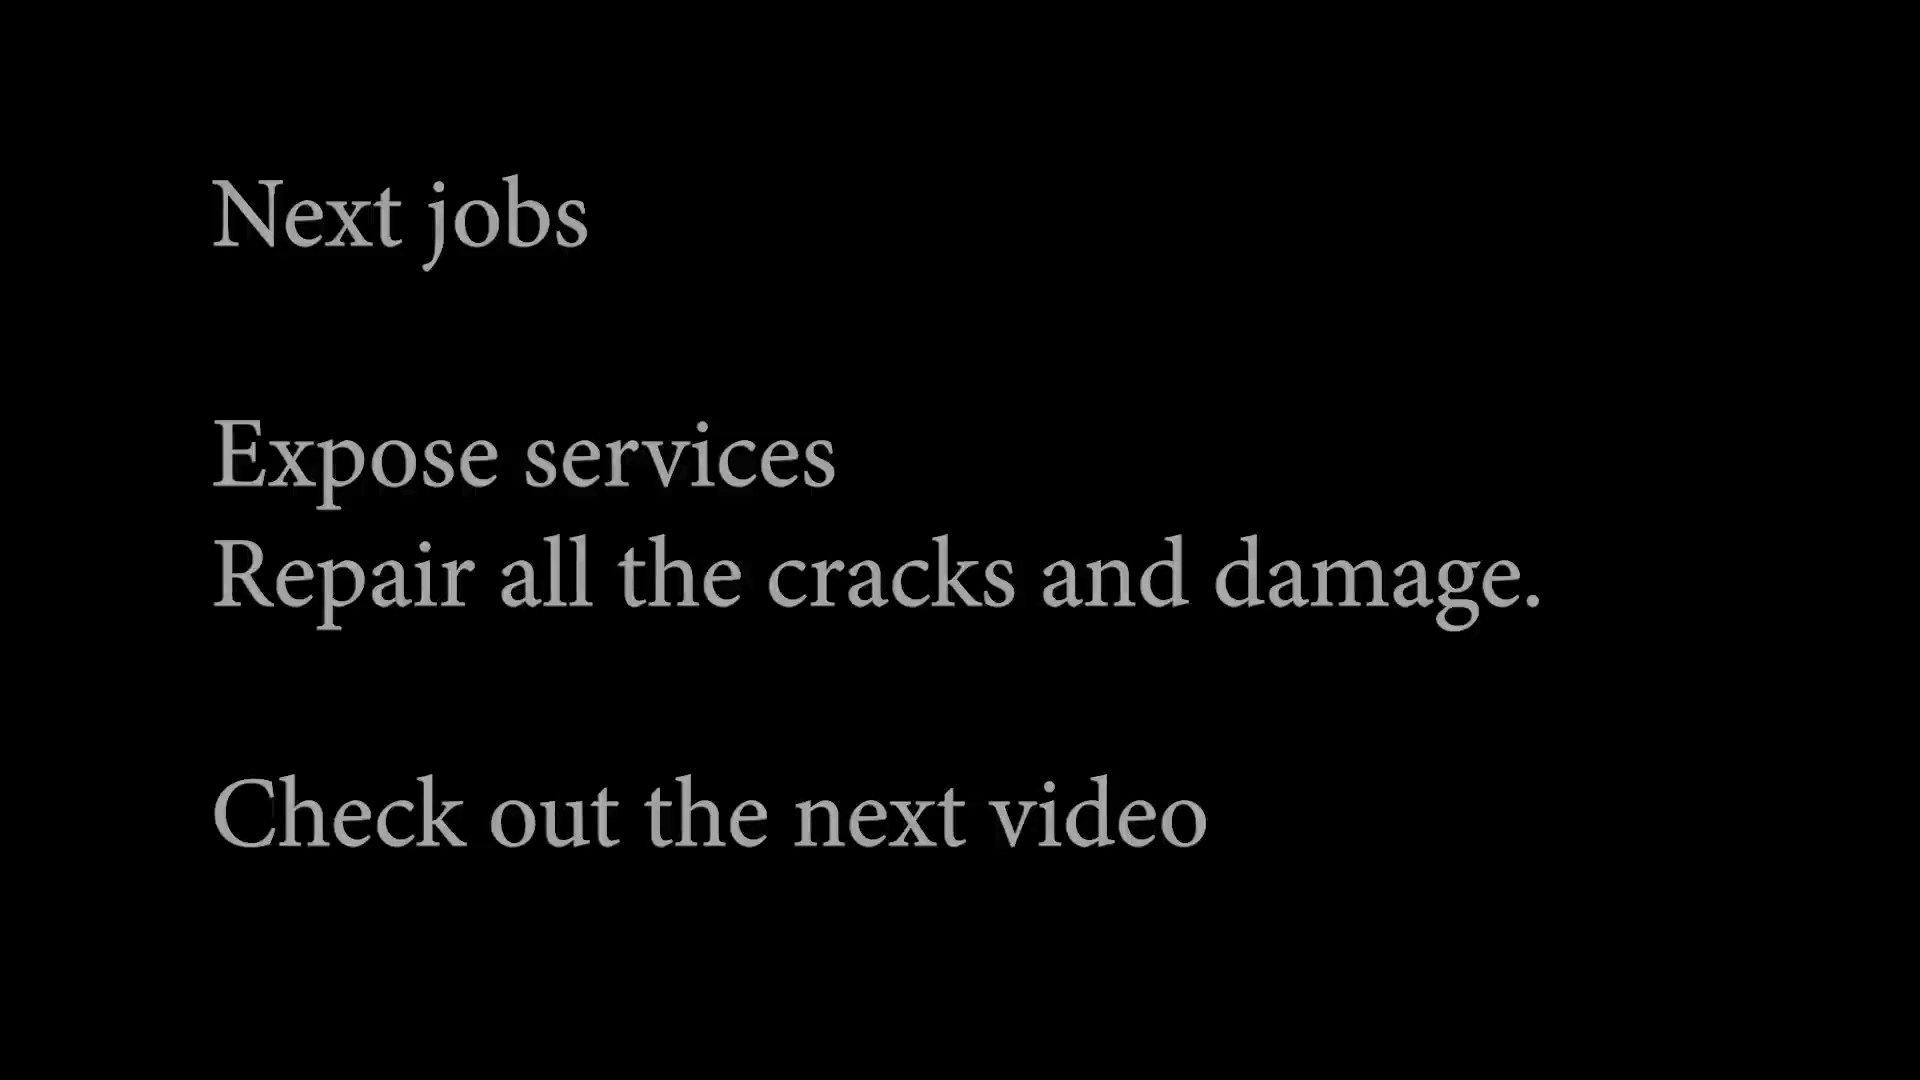 Next jobs
Expose services
Repair all the cracks and damage.
Check out the next video